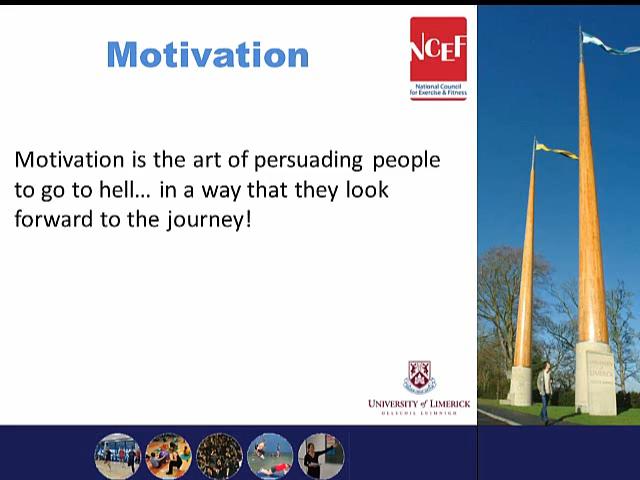 Motivation
NCEF
National Council
for Exercise & Fitness
Motivation is the art of persuading people
to go to hell... in a way that they look
forward to the journey!
UNIVERSITY of LIMERICK
OLLSCOIL LUIMNIGH
LIMERICK